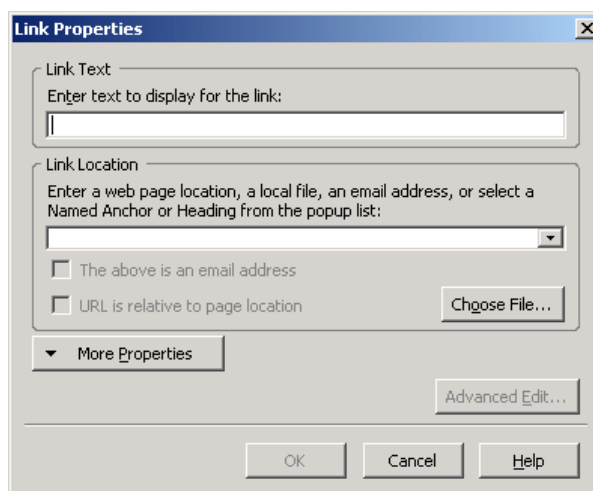 Link Properties
Link Text
Enter text to display for the link:
Link Location
Enter a web page location, a local file, an email address, or select a
Named Anchor or Heading from the popup list:
The above is an email address
URL is relative to page location
Choose File...
More Properties
Advanced Edit...
OK
Cancel
Help